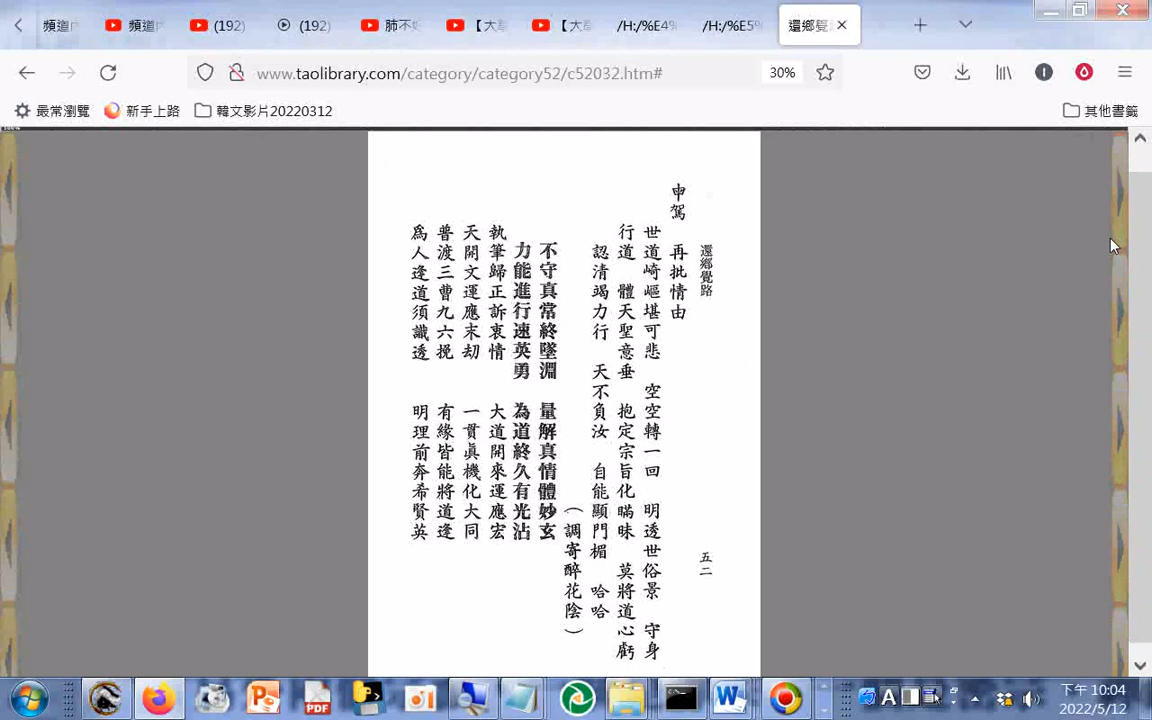 頻道
頻道
(192)
(192)
肺不
【大
【大
/H:/%E4%
/H:/%E5%
還鄉覺
www.taolibrary.com/category/category52/c52032.htm#
30%
最常瀏覽
新手上路
韓文影片20220312
其他書籤
還鄉覺路 五二
申駕 再批情由
世道崎嶇堪可悲 空空轉一回 明透世俗景 守身
行道 體天聖意垂 抱定宗旨化瞞昧 莫將道心虧
認清竭力行 天不負汝 自能顯門楣 哈哈
(調寄醉花陰)
不守真常終墜淵 量解真情體妙玄
力能進行速英勇 為道終久有光沾
執筆歸正訴衷情 大道開來運應宏
天開文運應末劫 一貫眞機化大同
普渡三曹九六挽 有緣皆能將道逢
爲人逢道須識透 明理前奔希賢英
下午 10:04
2022/5/12